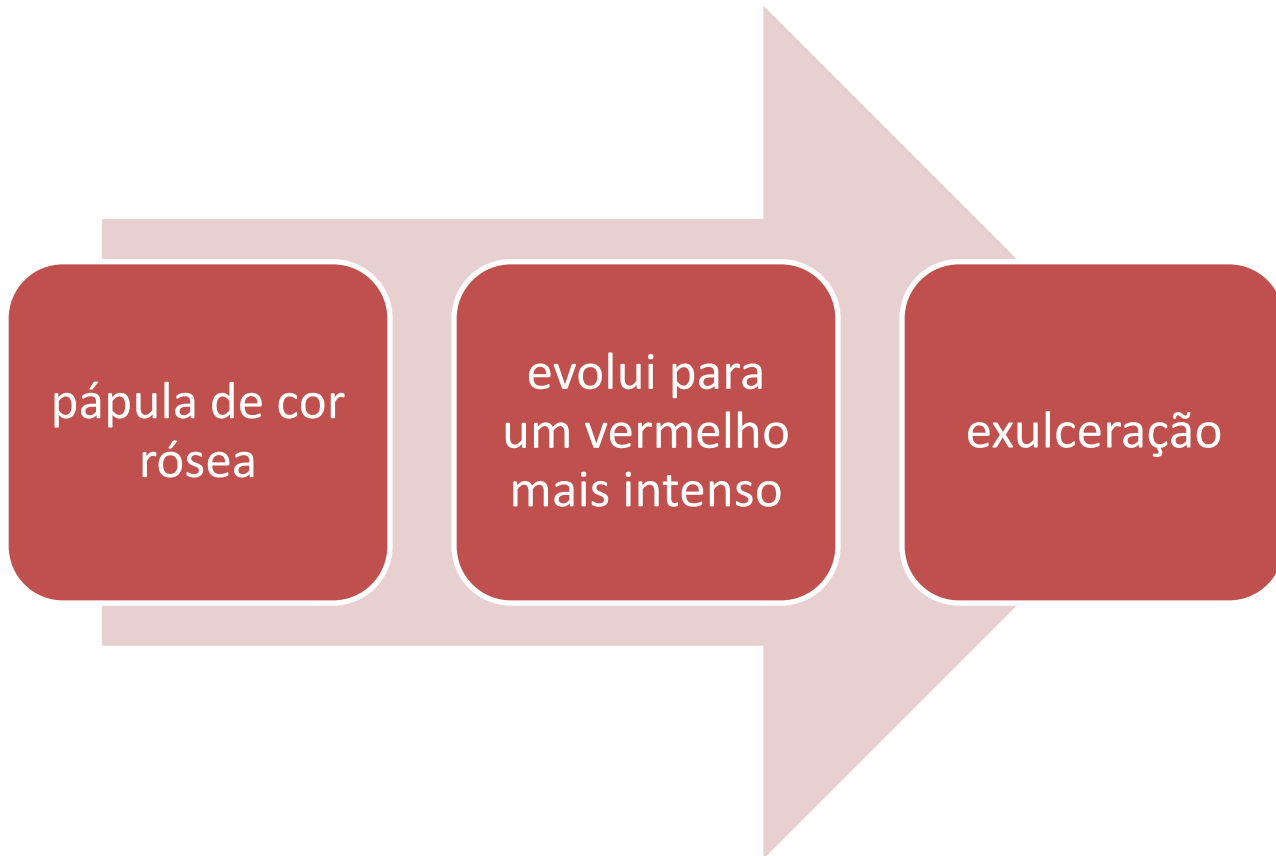 pápula de cor
rósea
evolui para
um vermelho
mais intenso
exulceração